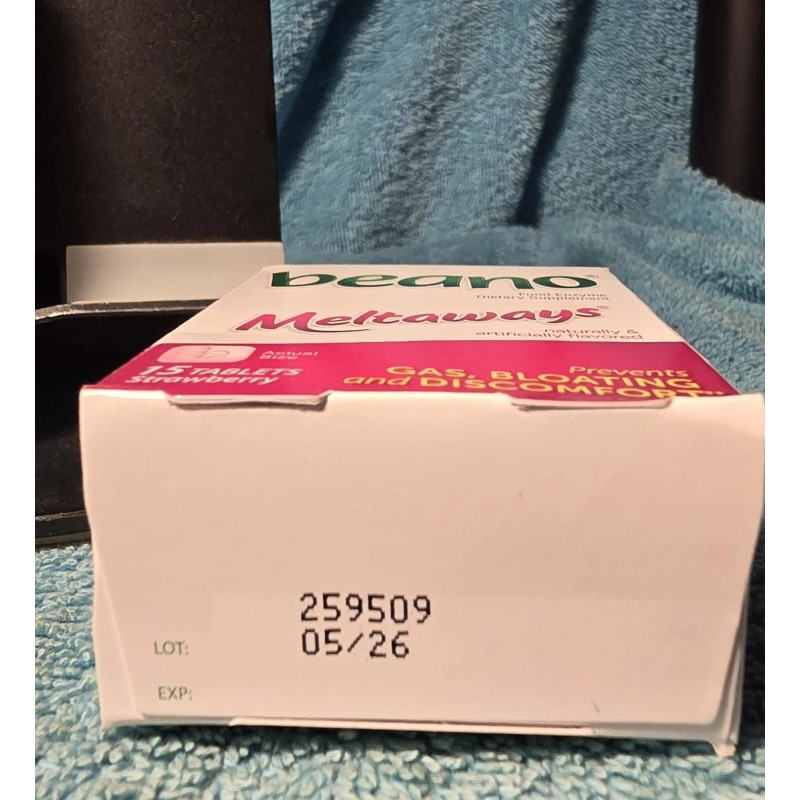 beano®
Food Enzyme
Dietary Supplement
Meltaways®
naturally &
artificially flavored
Actual
Size
15 TABLETS
Strawberry
Prevents
GAS, BLOATING
and DISCOMFORT**
259509
LOT: 05/26
EXP: